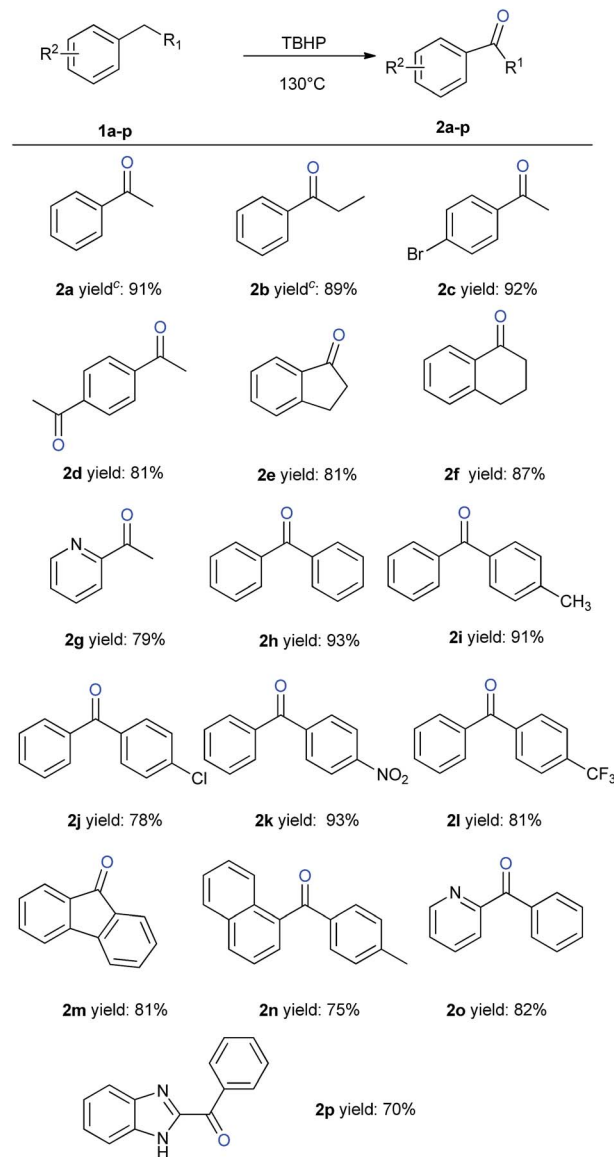 O
R² R₁ TBHP R² R¹
130°C
1a-p 2a-p
O O O
Br
2a yieldᶜ: 91% 2b yieldᶜ: 89% 2c yield: 92%
O O O
O
2d yield: 81% 2e yield: 81% 2f yield: 87%
N O O O
CH₃
2g yield: 79% 2h yield: 93% 2i yield: 91%
O O O
Cl NO₂ CF₃
2j yield: 78% 2k yield: 93% 2l yield: 81%
O O N O
2m yield: 81% 2n yield: 75% 2o yield: 82%
N
N
H
O
2p yield: 70%